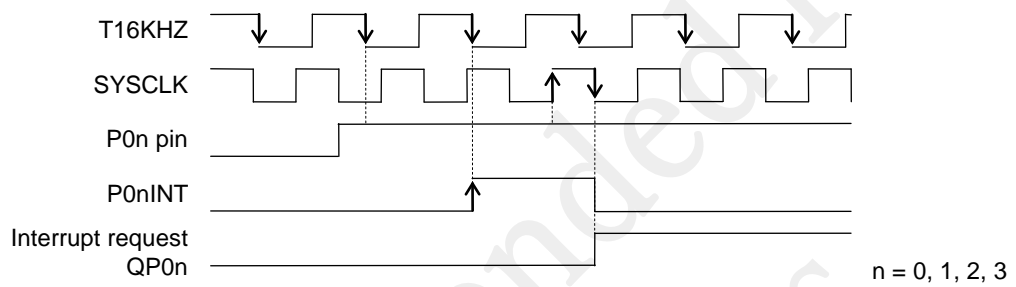 T16KHZ
SYSCLK
P0n pin
P0nINT
Interrupt request
QP0n
n = 0, 1, 2, 3